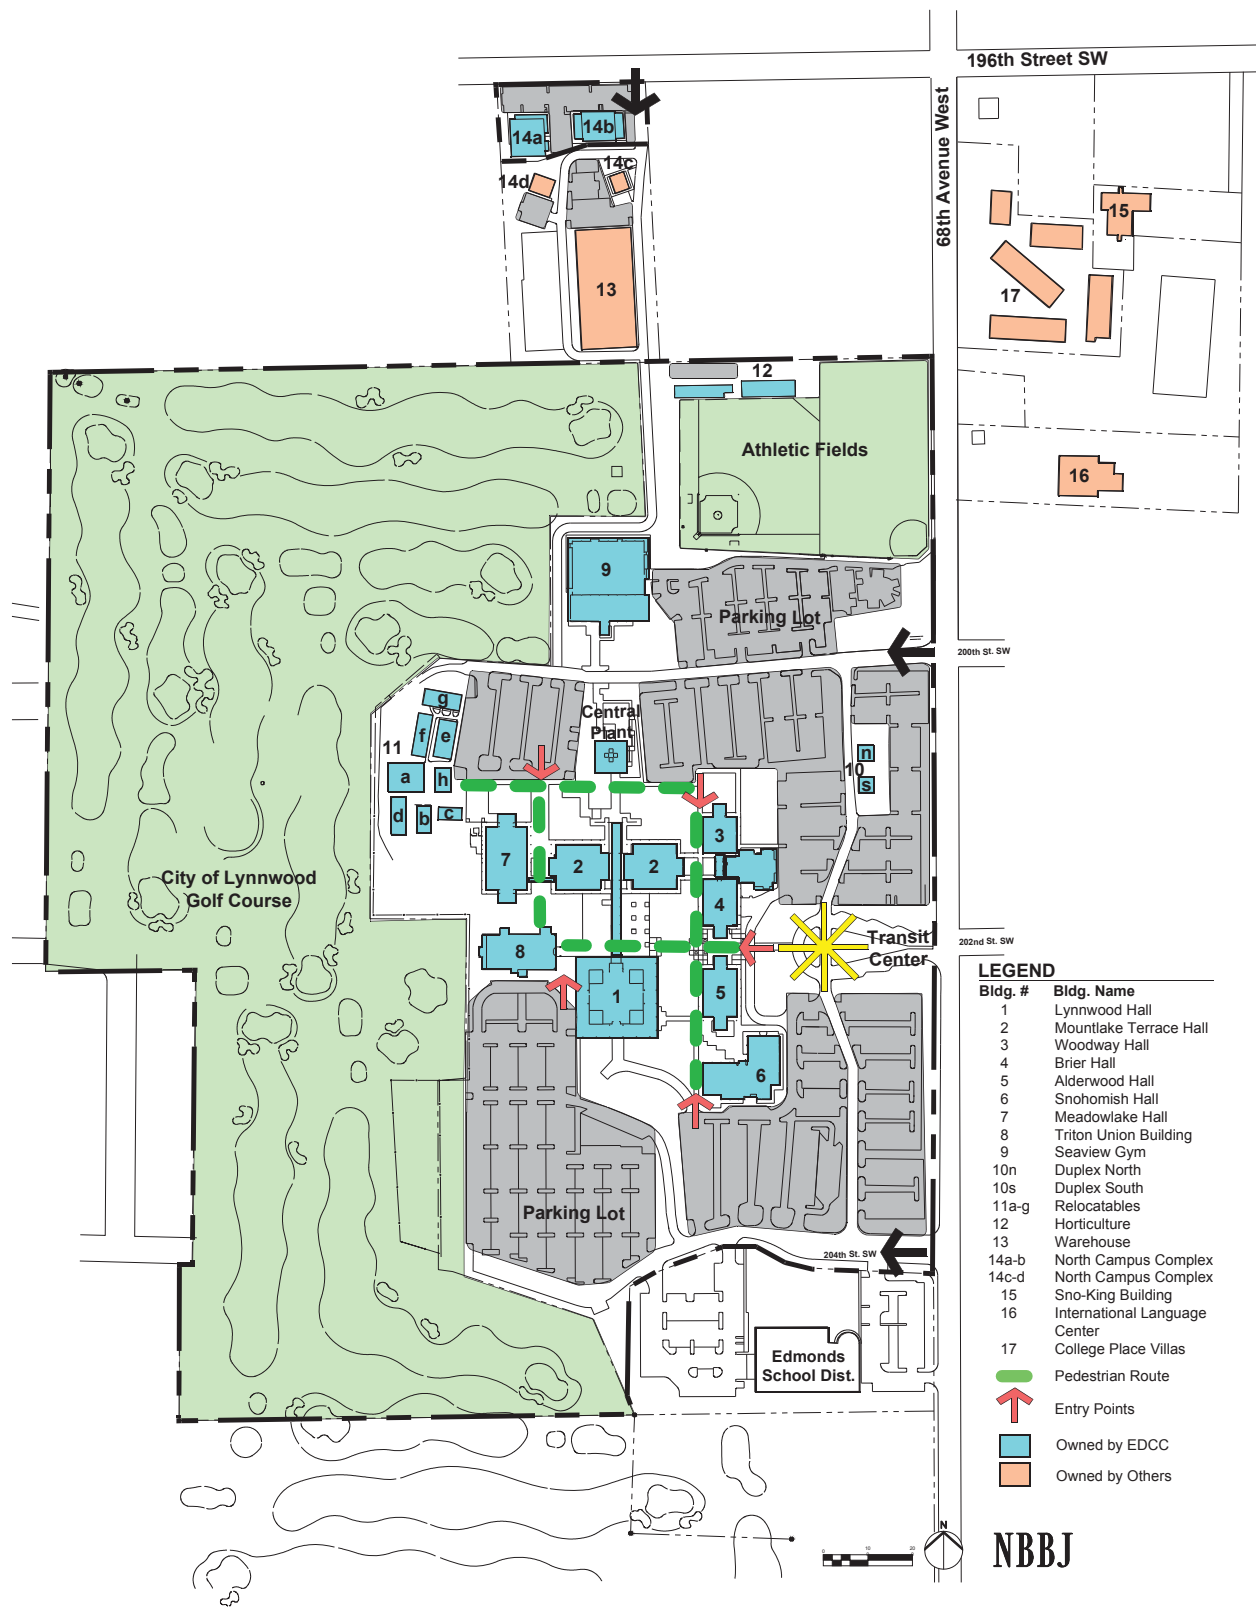 196th Street SW
68th Avenue West
14a
14b
14c
14d
15
13
17
12
Athletic Fields
16
9
Parking Lot
200th St. SW
g
Central
Plant
f
e
11
n
10
a
h
s
d
b
c
3
7
2
2
City of Lynnwood
Golf Course
4
Transit
Center
202nd St. SW
8
5
1
6
Parking Lot
204th St. SW
Edmonds
School Dist.
LEGEND
Bldg. # Bldg. Name
1 Lynnwood Hall
2 Mountlake Terrace Hall
3 Woodway Hall
4 Brier Hall
5 Alderwood Hall
6 Snohomish Hall
7 Meadowlake Hall
8 Triton Union Building
9 Seaview Gym
10n Duplex North
10s Duplex South
11a-g Relocatables
12 Horticulture
13 Warehouse
14a-b North Campus Complex
14c-d North Campus Complex
15 Sno-King Building
16 International Language
Center
17 College Place Villas
Pedestrian Route
Entry Points
Owned by EDCC
Owned by Others
N
0 10 20
NBBJ